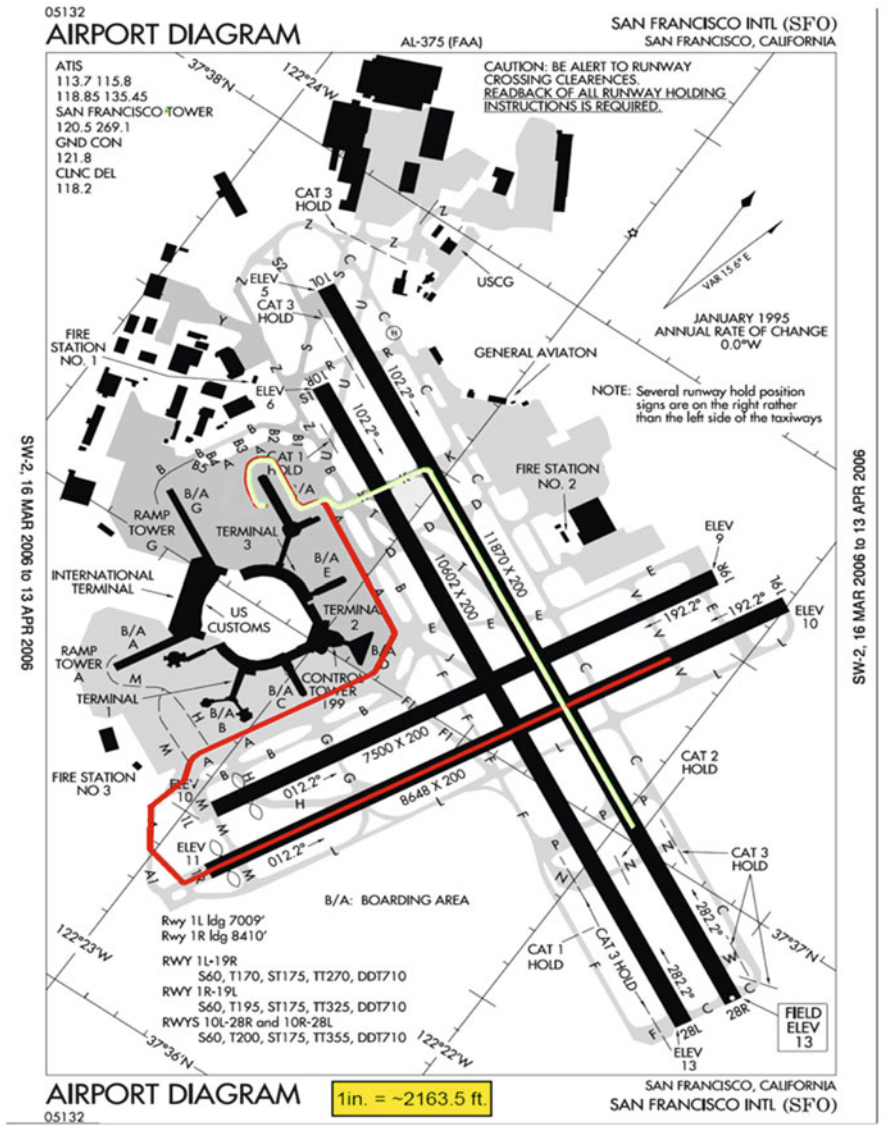 05132
AIRPORT DIAGRAM
AL-375 (FAA)
SAN FRANCISCO INTL (SFO)
SAN FRANCISCO, CALIFORNIA
ATIS
113.7 115.8
118.85 135.45
SAN FRANCISCO TOWER
120.5 269.1
GND CON
121.8
CLNC DEL
118.2
37°38'N
122°24'W
CAUTION: BE ALERT TO RUNWAY
CROSSING CLEARENCES.
READBACK OF ALL RUNWAY HOLDING
INSTRUCTIONS IS REQUIRED.
CAT 3
HOLD
USCG
VAR 15.6° E
JANUARY 1995
ANNUAL RATE OF CHANGE
0.0°W
ELEV
5
CAT 3
HOLD
10L
FIRE
STATION
NO. 1
GENERAL AVIATON
NOTE: Several runway hold position
signs are on the right rather
than the left side of the taxiways
ELEV
6
10R
102.2°
102.2°
CAT 1
HOLD
B/A
B/A
G
RAMP
TOWER
G
TERMINAL
3
B/A
E
FIRE STATION
NO. 2
ELEV
9
19R
19L
ELEV
10
192.2°
192.2°
11870 X 200
10602 X 200
INTERNATIONAL
TERMINAL
US
CUSTOMS
TERMINAL
2
B/A
A
RAMP
TOWER
A
B/A
D
CONTROL
TOWER
199
TERMINAL
1
B/A
C
B/A
B
FIRE STATION
NO 3
ELEV
10
1L
012.2°
7500 X 200
8648 X 200
ELEV
11
1R
012.2°
CAT 2
HOLD
CAT 3
HOLD
B/A: BOARDING AREA
Rwy 1L ldg 7009'
Rwy 1R ldg 8410'
RWY 1L-19R
S60, T170, ST175, TT270, DDT710
RWY 1R-19L
S60, T195, ST175, TT325, DDT710
RWYS 10L-28R and 10R-28L
S60, T200, ST175, TT355, DDT710
CAT 1
HOLD
CAT 3 HOLD
282.2°
282.2°
28L
28R
ELEV
13
FIELD
ELEV
13
37°37'N
122°23'W
37°36'N
122°22'W
SW-2, 16 MAR 2006 to 13 APR 2006
SW-2, 16 MAR 2006 to 13 APR 2006
AIRPORT DIAGRAM
05132
1in. = ~2163.5 ft.
SAN FRANCISCO, CALIFORNIA
SAN FRANCISCO INTL (SFO)